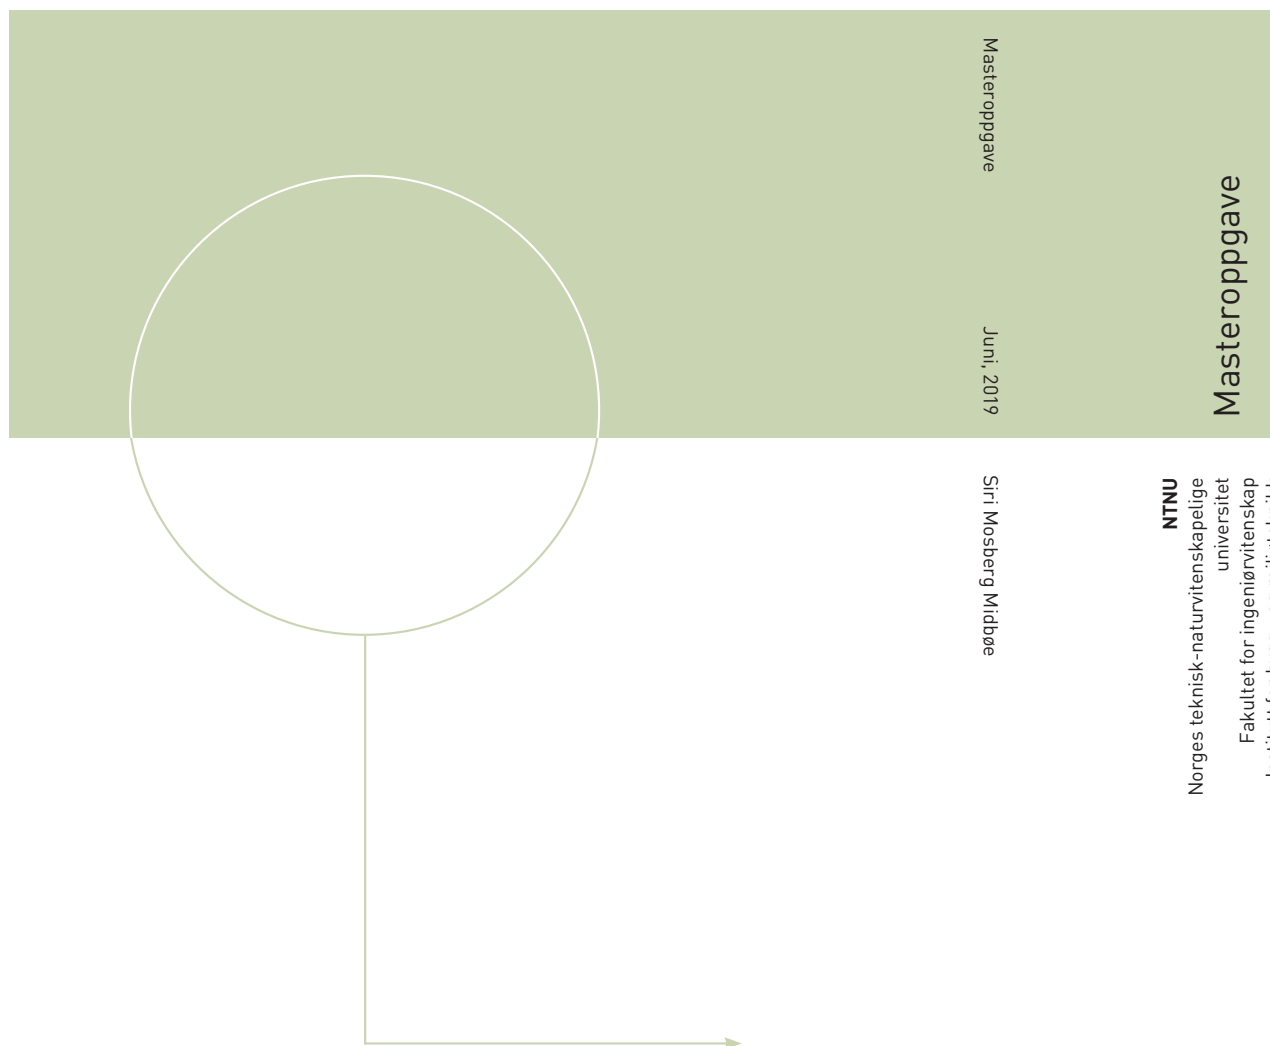 Masteroppgave
Juni, 2019
Siri Mosberg Midbøe
Masteroppgave
NTNU
Norges teknisk-naturvitenskapelige
universitet
Fakultet for ingeniørvitenskap